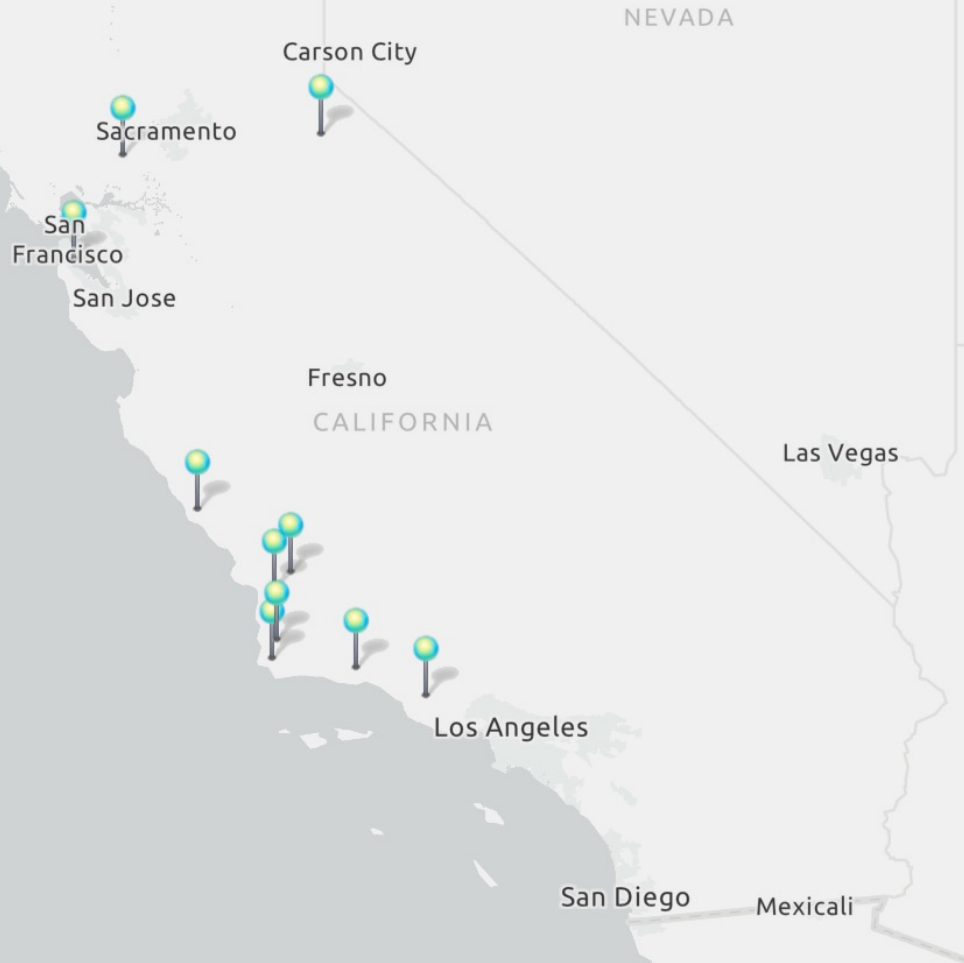 NEVADA
Carson City
Sacramento
San
Francisco
San Jose
Fresno
CALIFORNIA
Las Vegas
Los Angeles
San Diego
Mexicali